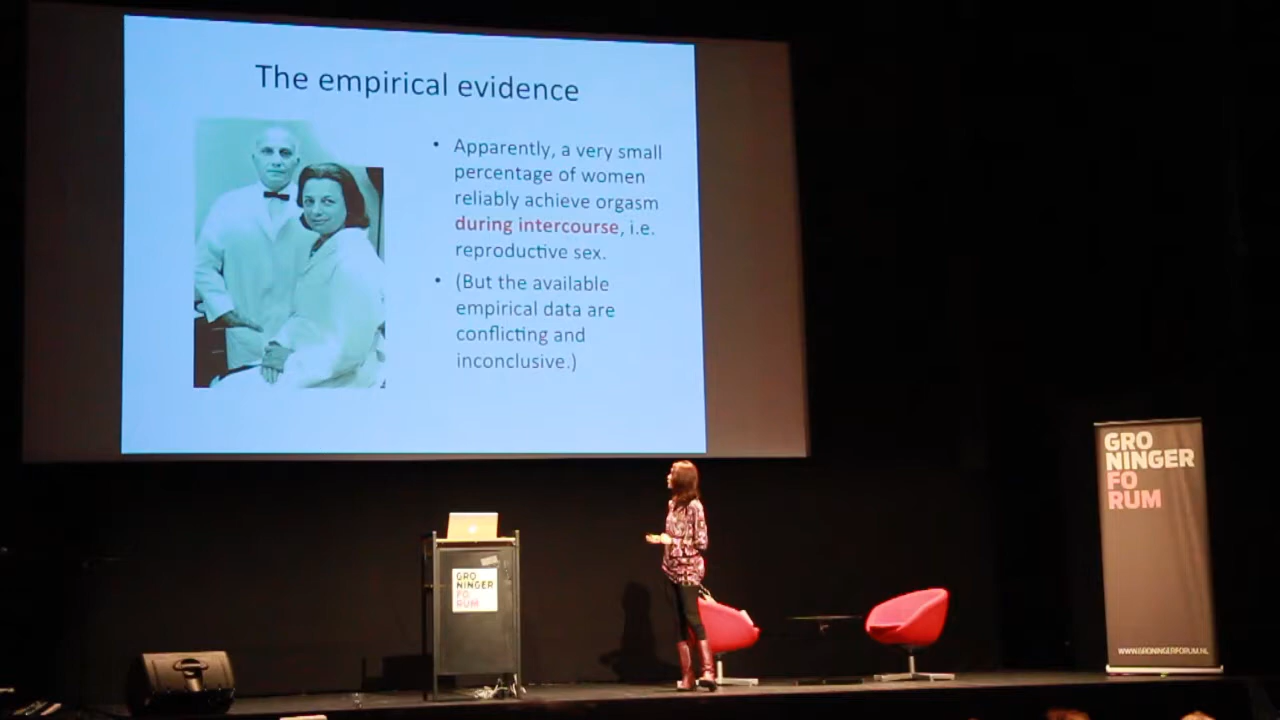 The empirical evidence
• Apparently, a very small
percentage of women
reliably achieve orgasm
during intercourse, i.e.
reproductive sex.
• (But the available
empirical data are
conflicting and
inconclusive.)
GRO
NINGER
FO
RUM
GRO
NINGER
FO
RUM
WWW.GRONINGERFORUM.NL